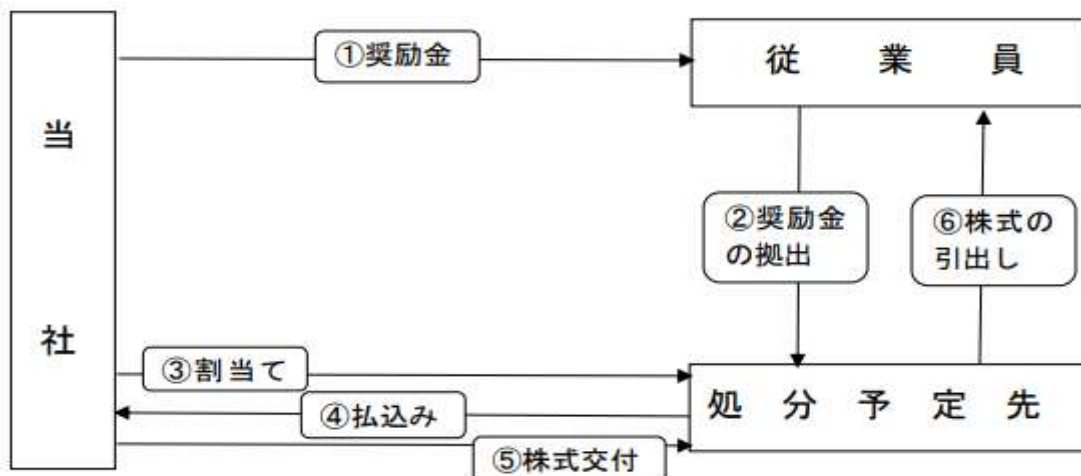 ①奨励金
従業員
当社
②奨励金
の拠出
⑥株式の
引出し
③割当て
④払込み
処分予定先
⑤株式交付